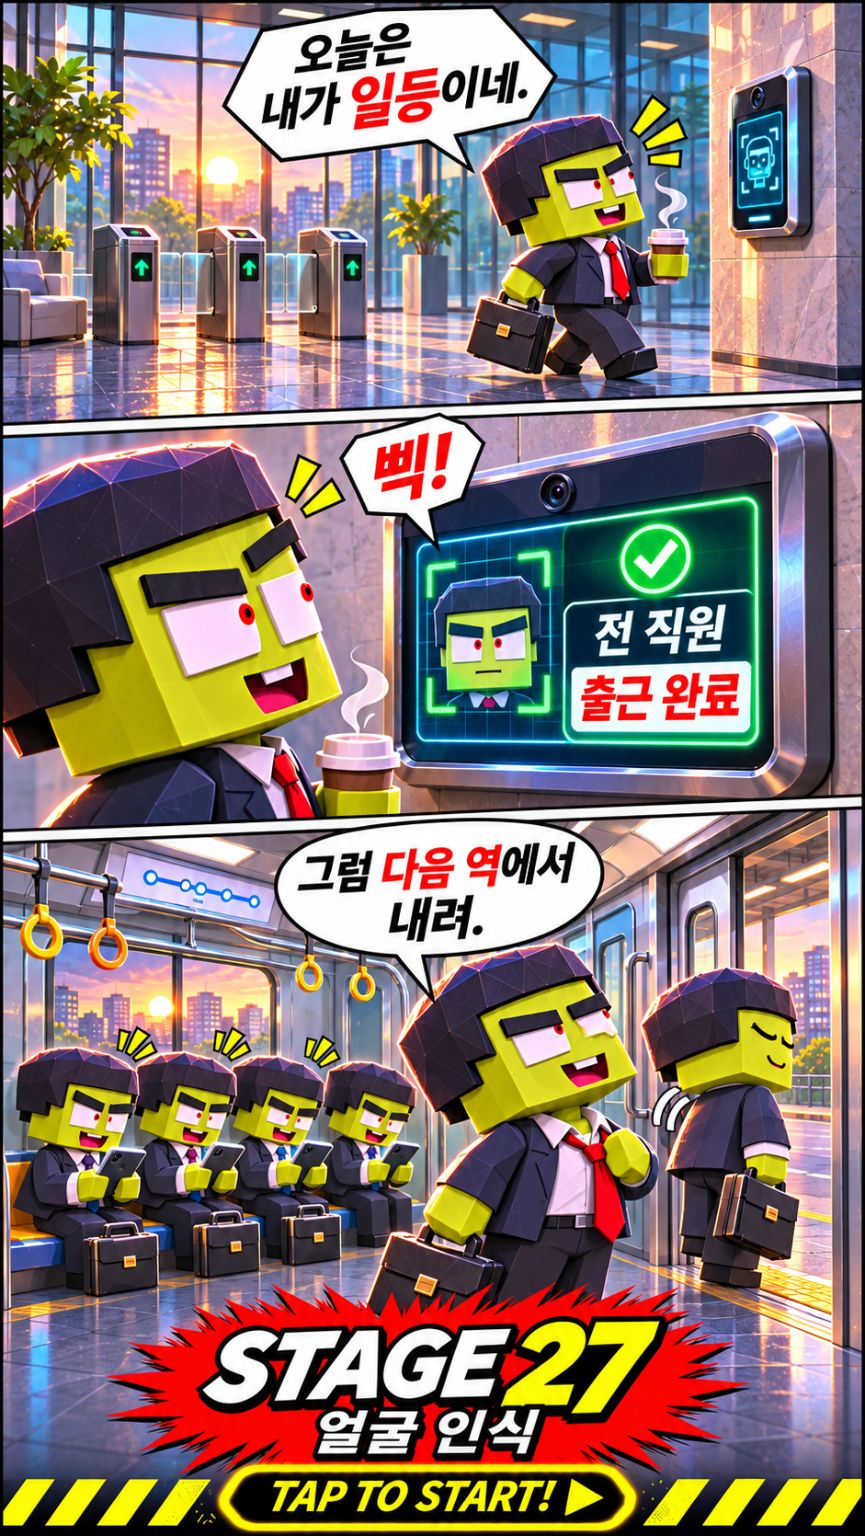 오늘은
내가 일등이네.
삑!
전 직원
출근 완료
그럼 다음 역에서
내려.
STAGE 27
얼굴 인식
TAP TO START!